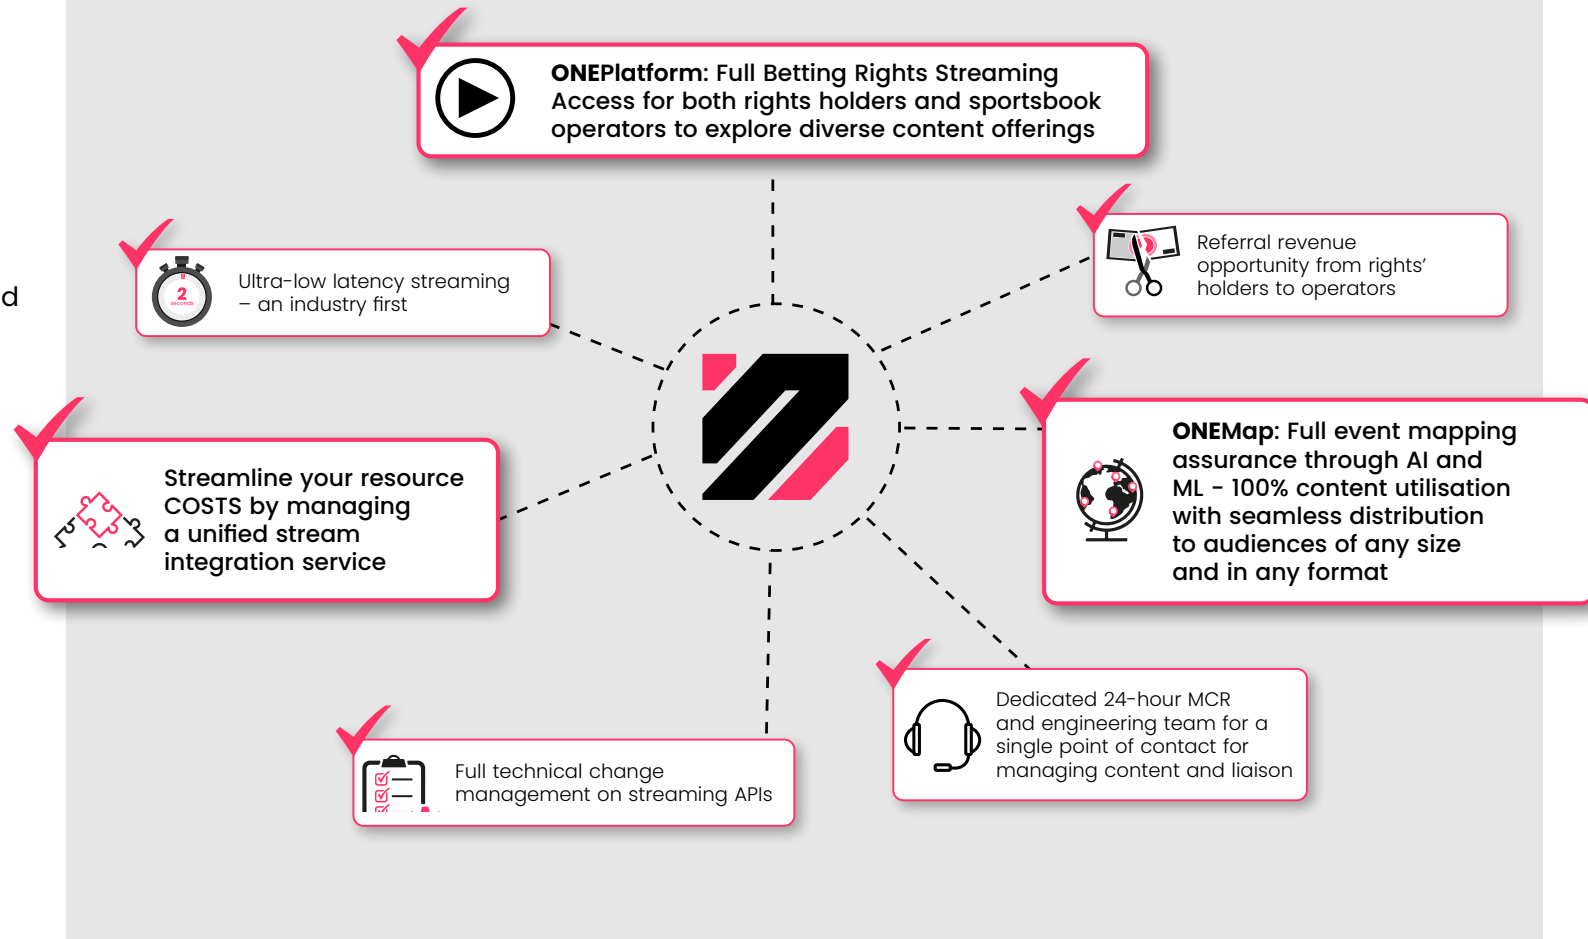 ONEPlatform: Full Betting Rights Streaming
Access for both rights holders and sportsbook
operators to explore diverse content offerings
Referral revenue
opportunity from rights’
holders to operators
2
seconds
Ultra-low latency streaming
– an industry first
d
ONEMap: Full event mapping
assurance through AI and
ML - 100% content utilisation
with seamless distribution
to audiences of any size
and in any format
Streamline your resource
COSTS by managing
a unified stream
integration service
Dedicated 24-hour MCR
and engineering team for a
single point of contact for
managing content and liaison
Full technical change
management on streaming APIs